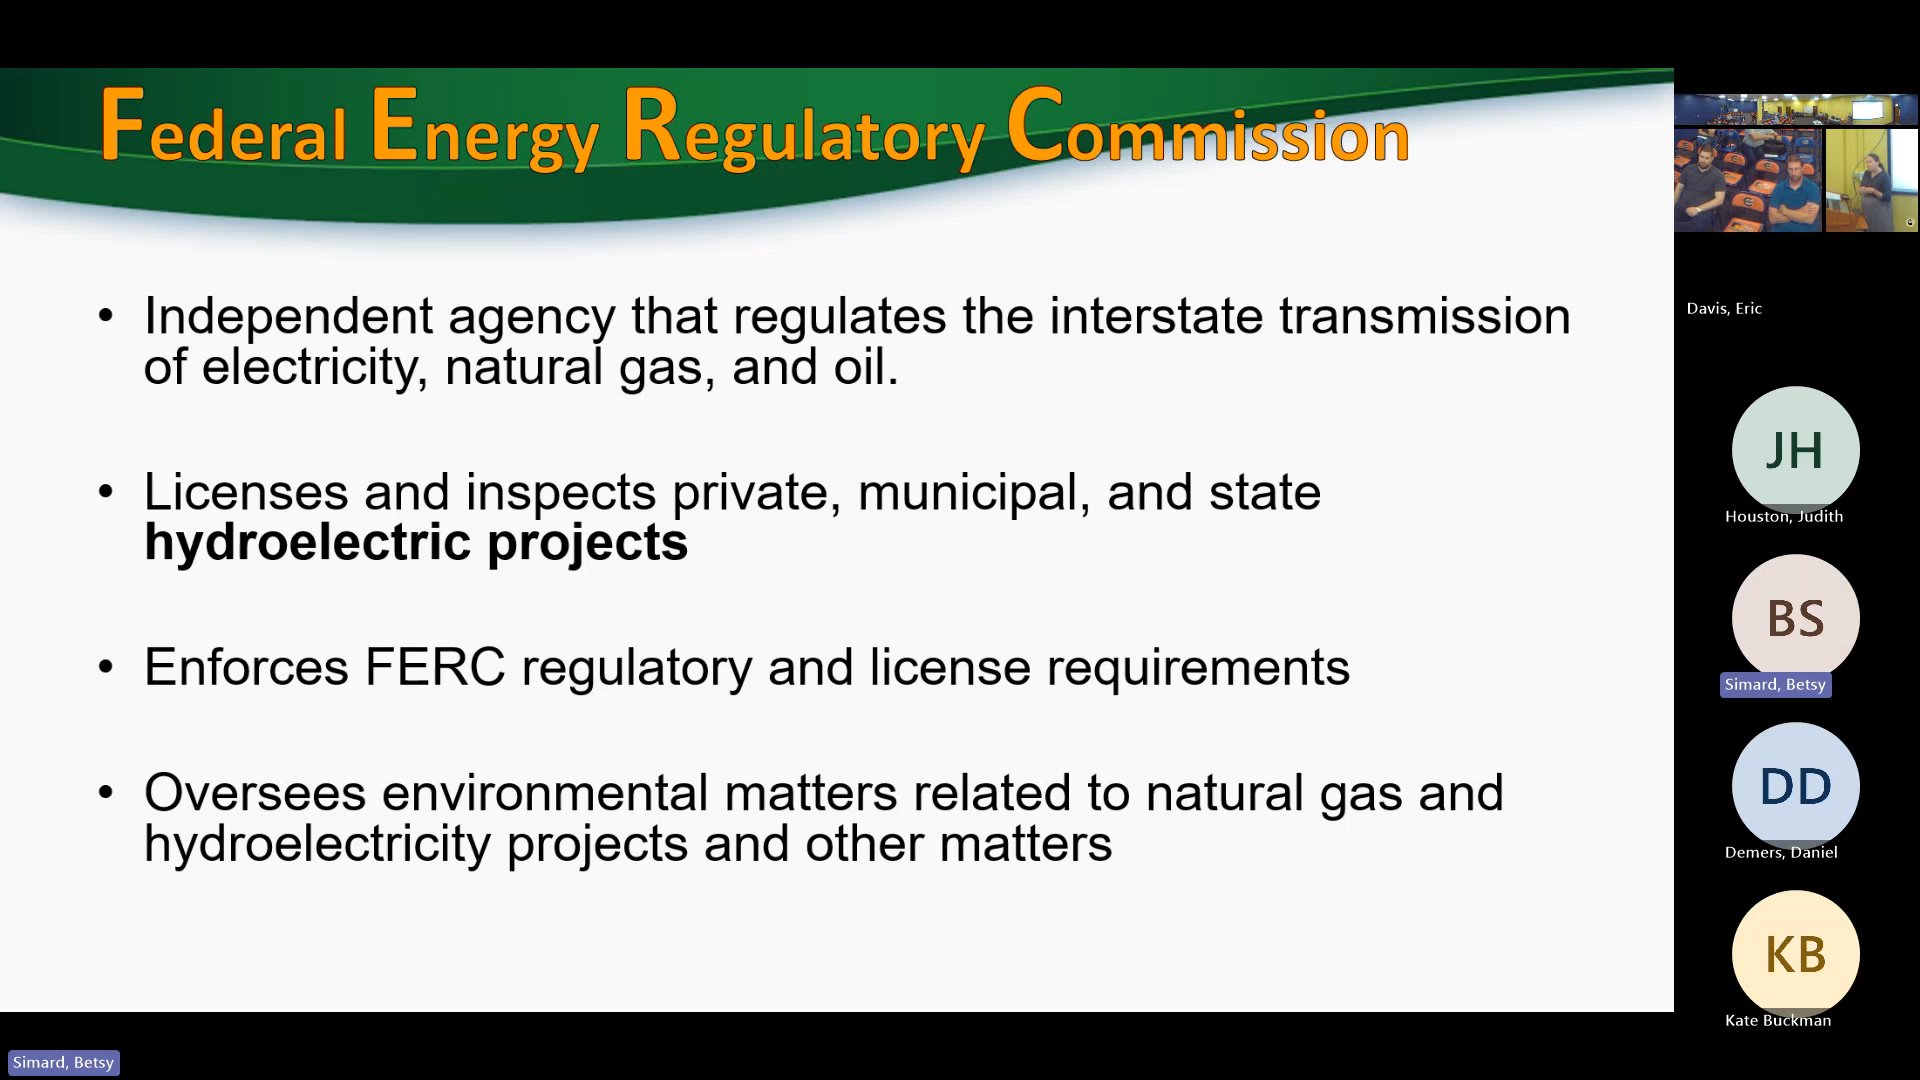 Federal Energy Regulatory Commission
• Independent agency that regulates the interstate transmission
of electricity, natural gas, and oil.
• Licenses and inspects private, municipal, and state
hydroelectric projects
• Enforces FERC regulatory and license requirements
• Oversees environmental matters related to natural gas and
hydroelectricity projects and other matters
Davis, Eric
JH
Houston, Judith
BS
Simard, Betsy
DD
Demers, Daniel
KB
Kate Buckman
Simard, Betsy